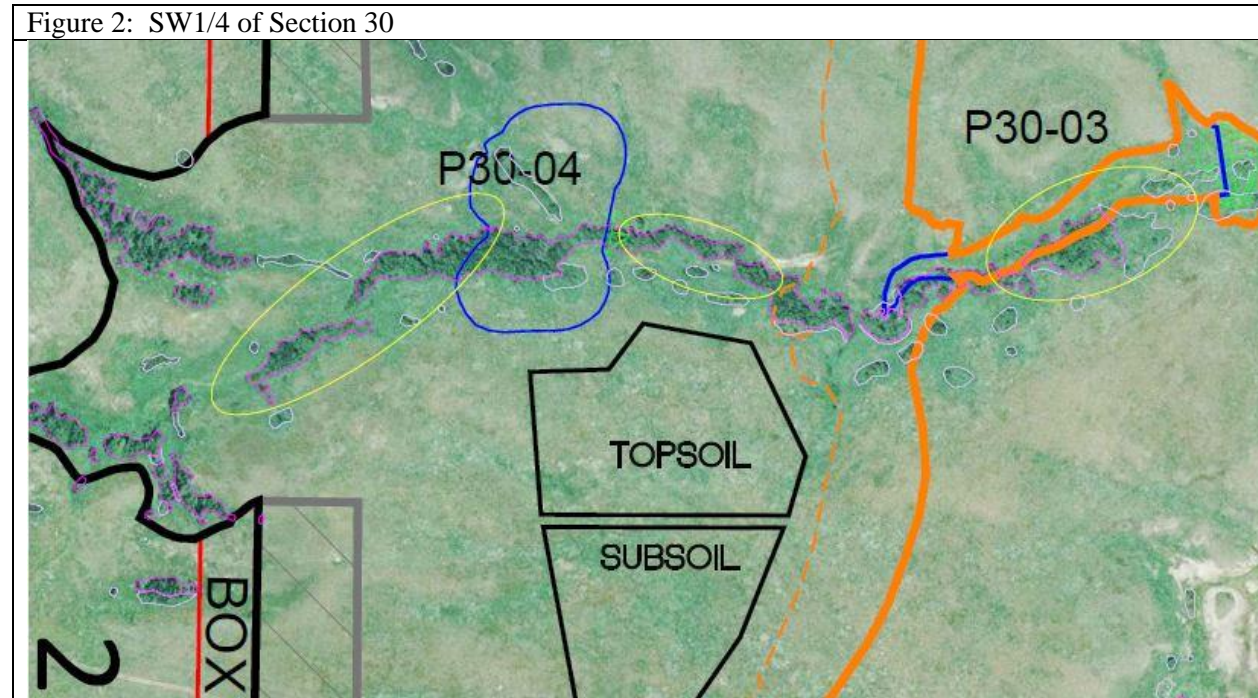 Figure 2: SW1/4 of Section 30
P30-03
P30-04
TOPSOIL
SUBSOIL
BOX
2